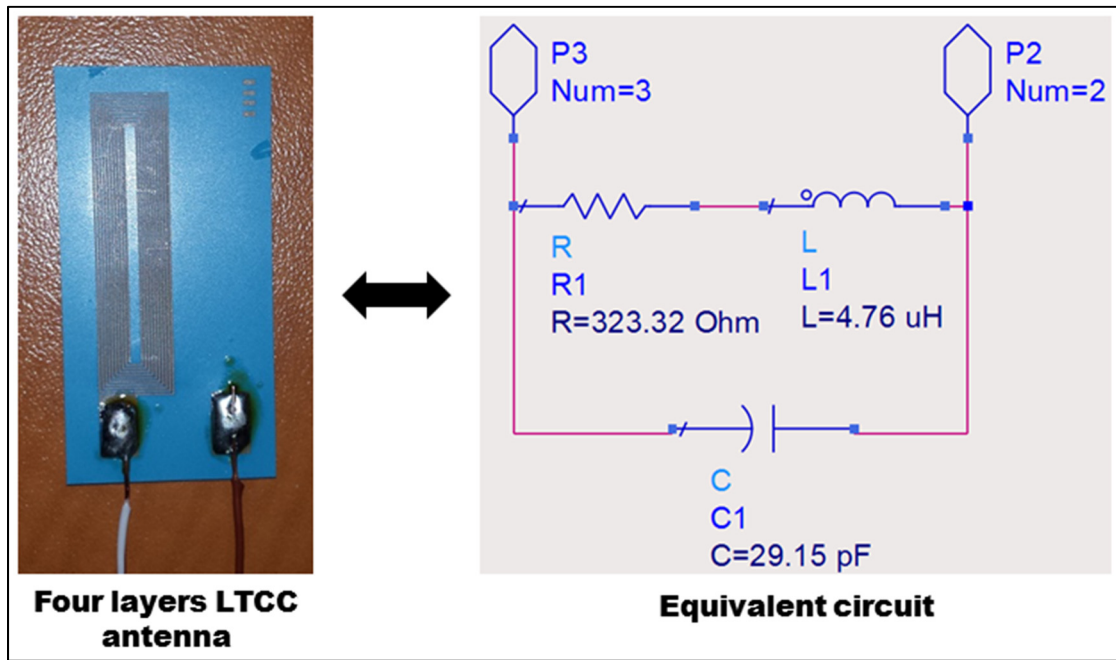 P3
Num=3
P2
Num=2
R
R1
R=323.32 Ohm
L
L1
L=4.76 uH
C
C1
C=29.15 pF
Four layers LTCC
antenna
Equivalent circuit